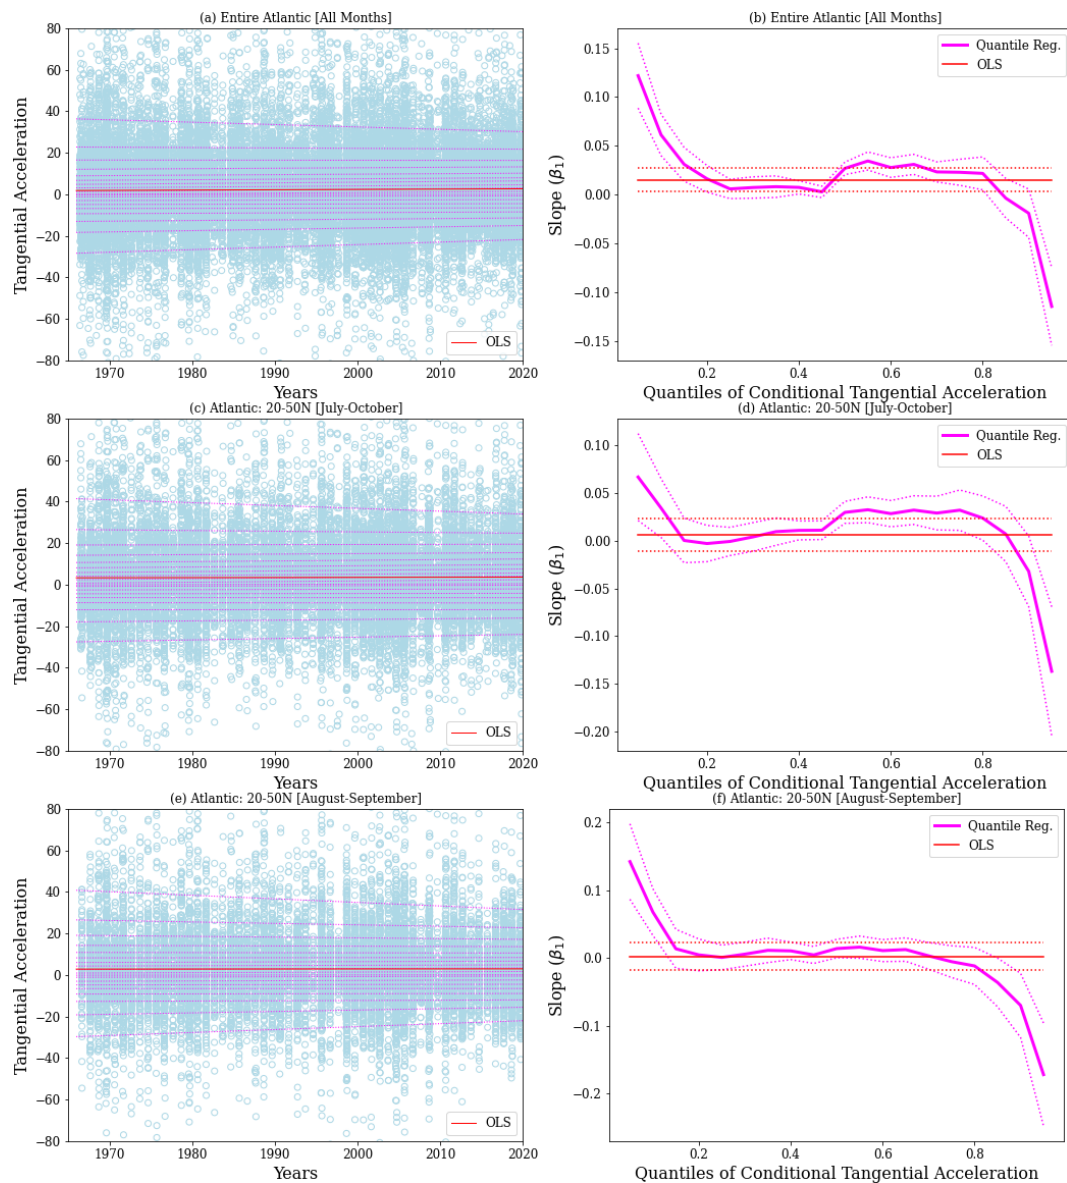 (a) Entire Atlantic [All Months]
80
60
40
20
0
−20
−40
−60
−80
Tangential Acceleration
OLS
1970
1980
1990
2000
2010
2020
Years
(b) Entire Atlantic [All Months]
0.15
0.10
0.05
0.00
−0.05
−0.10
−0.15
Slope (β1)
Quantile Reg.
OLS
0.2
0.4
0.6
0.8
Quantiles of Conditional Tangential Acceleration
(c) Atlantic: 20-50N [July-October]
80
60
40
20
0
−20
−40
−60
−80
Tangential Acceleration
OLS
1970
1980
1990
2000
2010
2020
Years
(d) Atlantic: 20-50N [July-October]
0.10
0.05
0.00
−0.05
−0.10
−0.15
−0.20
Slope (β1)
Quantile Reg.
OLS
0.2
0.4
0.6
0.8
Quantiles of Conditional Tangential Acceleration
(e) Atlantic: 20-50N [August-September]
80
60
40
20
0
−20
−40
−60
−80
Tangential Acceleration
OLS
1970
1980
1990
2000
2010
2020
Years
(f) Atlantic: 20-50N [August-September]
0.2
0.1
0.0
−0.1
−0.2
Slope (β1)
Quantile Reg.
OLS
0.2
0.4
0.6
0.8
Quantiles of Conditional Tangential Acceleration